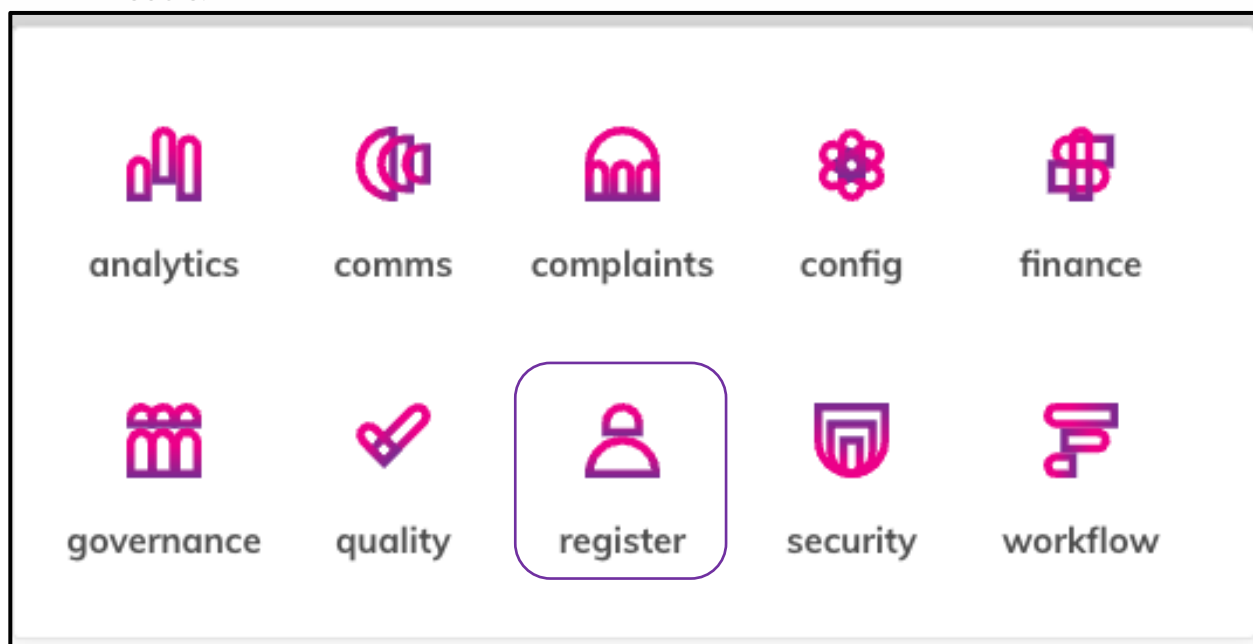 analytics comms complaints config finance
governance quality register security workflow